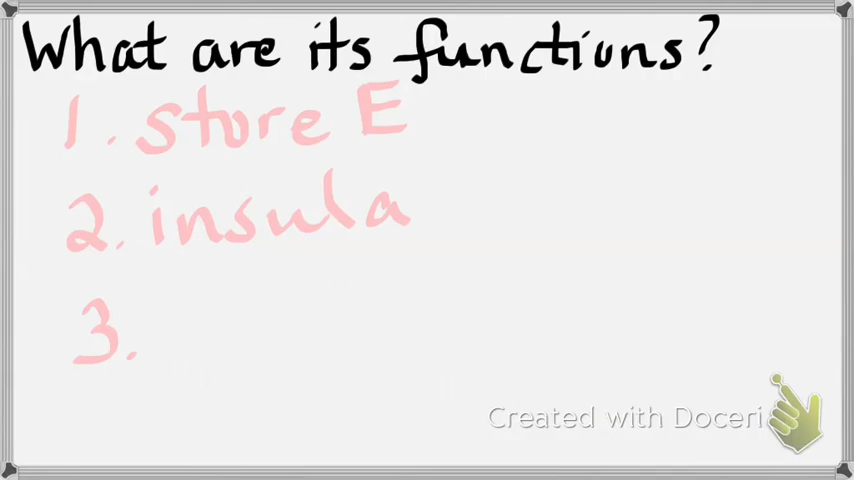 What are its functions?
1. store E
2. insula
3.
Created with Doceri